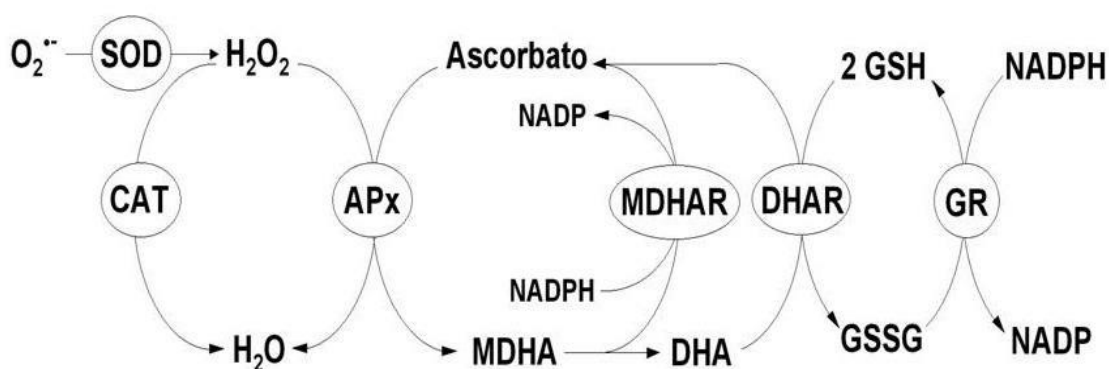 O₂•- SOD H₂O₂ Ascorbato 2 GSH NADPH
NADP
CAT APx MDHAR DHAR GR
NADPH
H₂O MDHA DHA GSSG NADP